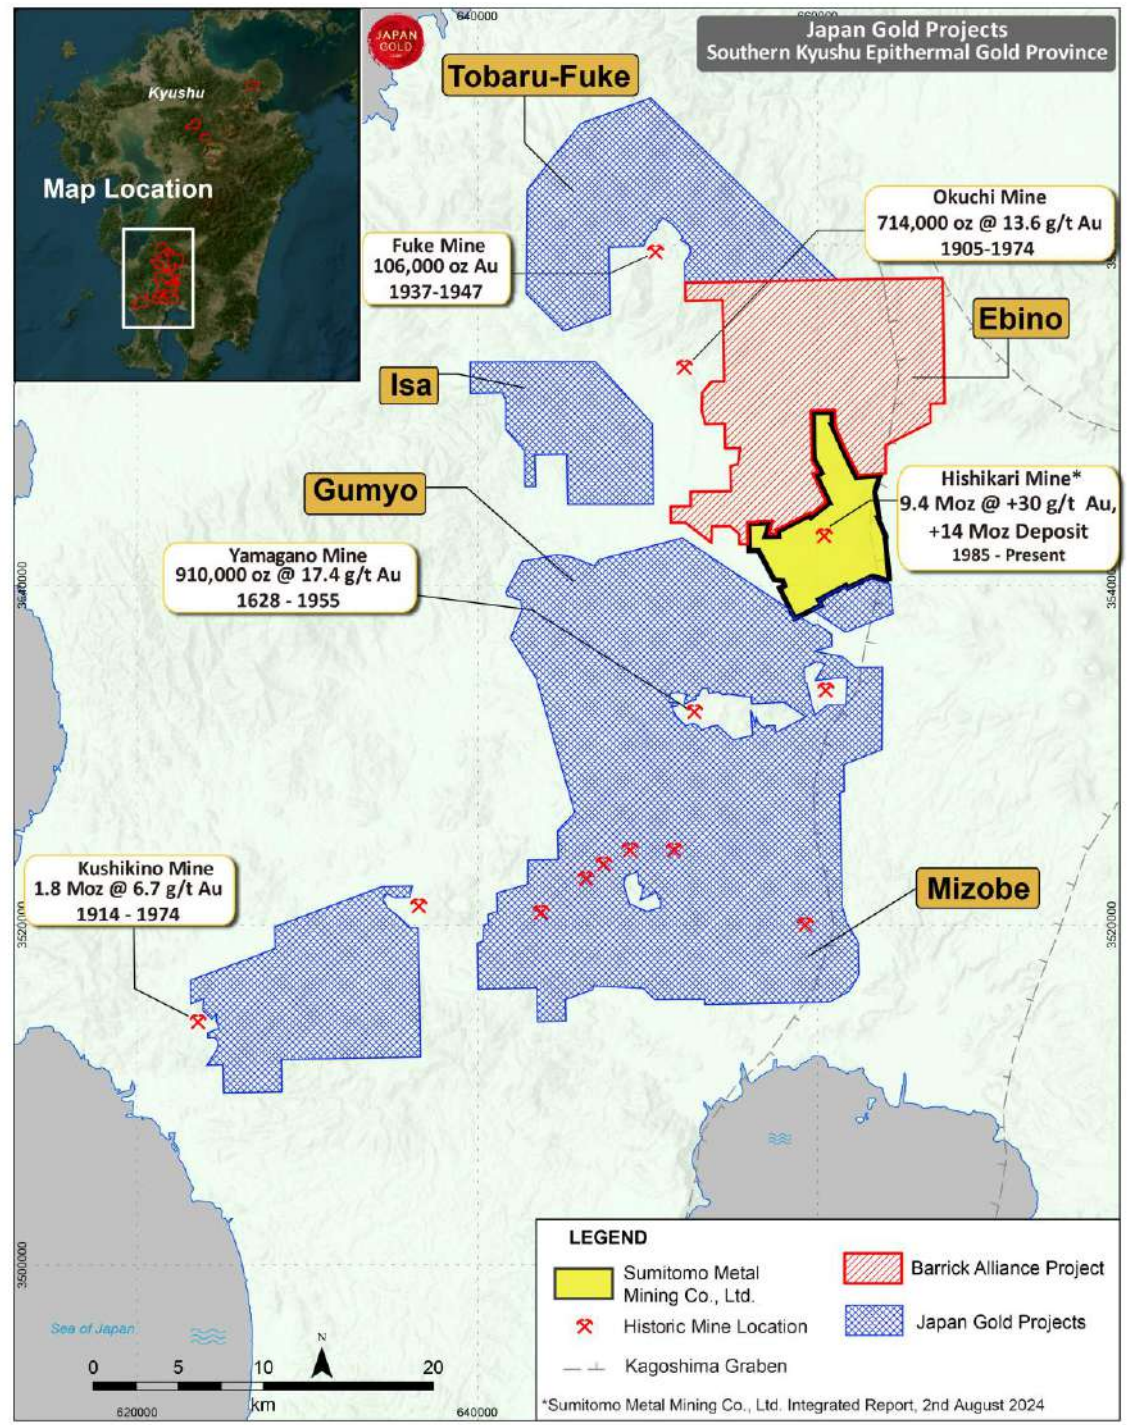 640000
660000
JAPAN
GOLD
Japan Gold Projects
Southern Kyushu Epithermal Gold Province
Kyushu
Map Location
Tobaru-Fuke
Okuchi Mine
714,000 oz @ 13.6 g/t Au
1905-1974
Fuke Mine
106,000 oz Au
1937-1947
Ebino
Isa
Gumyo
Hishikari Mine*
9.4 Moz @ +30 g/t Au,
+14 Moz Deposit
1985 - Present
Yamagano Mine
910,000 oz @ 17.4 g/t Au
1628 - 1955
3540000
3540000
Kushikino Mine
1.8 Moz @ 6.7 g/t Au
1914 - 1974
Mizobe
3520000
3520000
3500000
Sea of Japan
0 5 10 20
km
N
620000
640000
LEGEND
Sumitomo Metal
Mining Co., Ltd.
Historic Mine Location
Kagoshima Graben
Barrick Alliance Project
Japan Gold Projects
*Sumitomo Metal Mining Co., Ltd. Integrated Report, 2nd August 2024